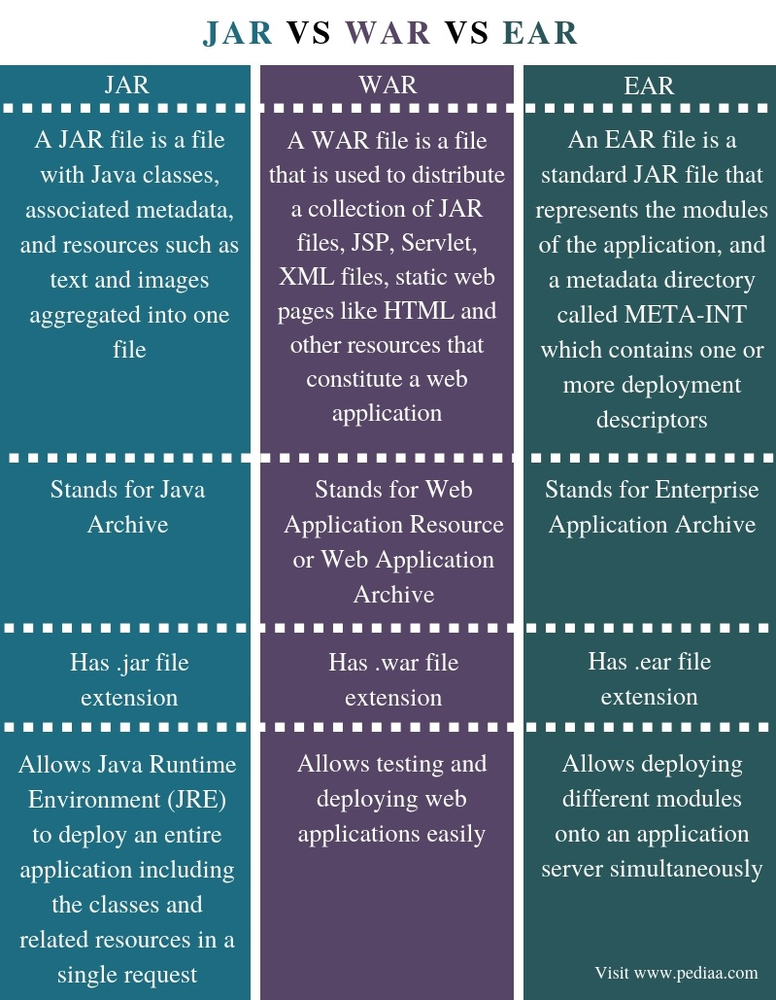 JAR VS WAR VS EAR
JAR
A JAR file is a file
with Java classes,
associated metadata,
and resources such as
text and images
aggregated into one
file
Stands for Java
Archive
Has .jar file
extension
Allows Java Runtime
Environment (JRE)
to deploy an entire
application including
the classes and
related resources in a
single request
WAR
A WAR file is a file
that is used to distribute
a collection of JAR
files, JSP, Servlet,
XML files, static web
pages like HTML and
other resources that
constitute a web
application
Stands for Web
Application Resource
or Web Application
Archive
Has .war file
extension
Allows testing and
deploying web
applications easily
EAR
An EAR file is a
standard JAR file that
represents the modules
of the application, and
a metadata directory
called META-INT
which contains one or
more deployment
descriptors
Stands for Enterprise
Application Archive
Has .ear file
extension
Allows deploying
different modules
onto an application
server simultaneously
Visit www.pediaa.com